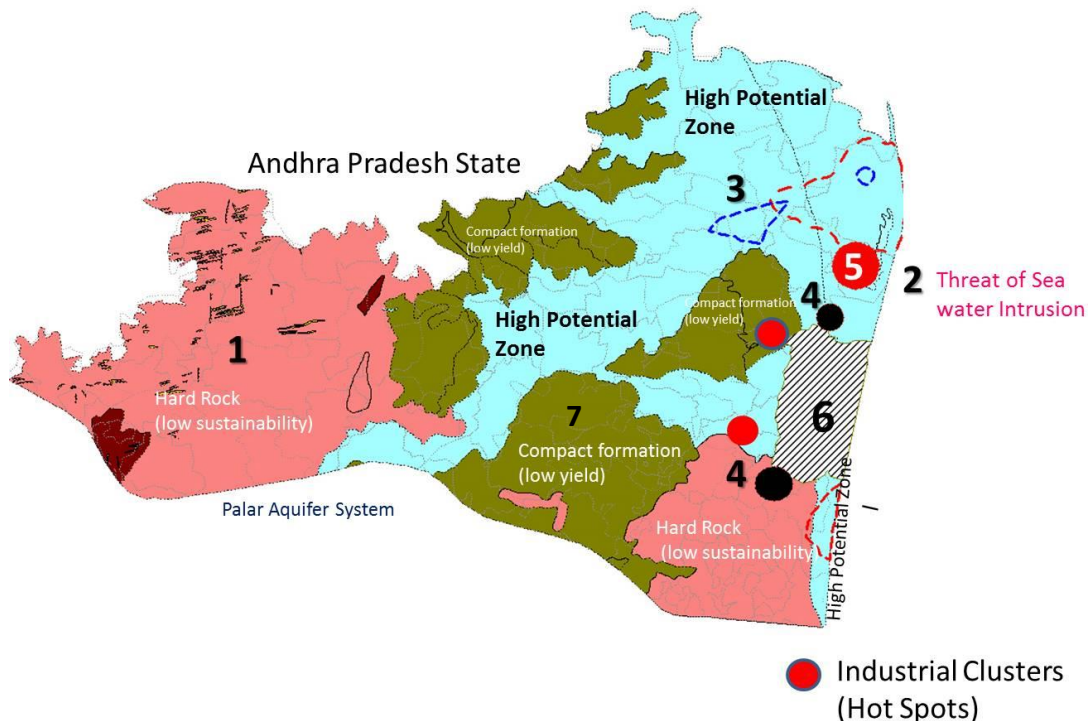 High Potential
Zone
Andhra Pradesh State
3
Compact formation
(low yield)
5
2
Threat of Sea
water Intrusion
4
Compact formation
(low yield)
High Potential
Zone
1
Hard Rock
(low sustainability)
7
6
Compact formation
(low yield)
4
Palar Aquifer System
Hard Rock
(low sustainability
High Potential Zone
Industrial Clusters
(Hot Spots)